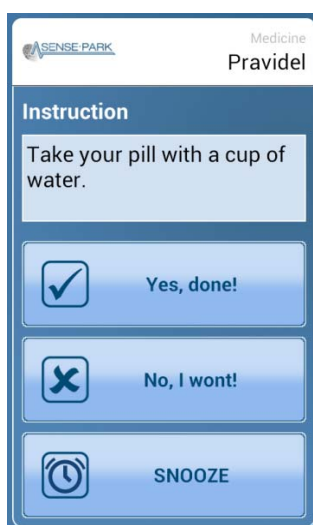 SENSE-PARK
Medicine
Pravidel
Instruction
Take your pill with a cup of
water.
Yes, done!
No, I wont!
SNOOZE